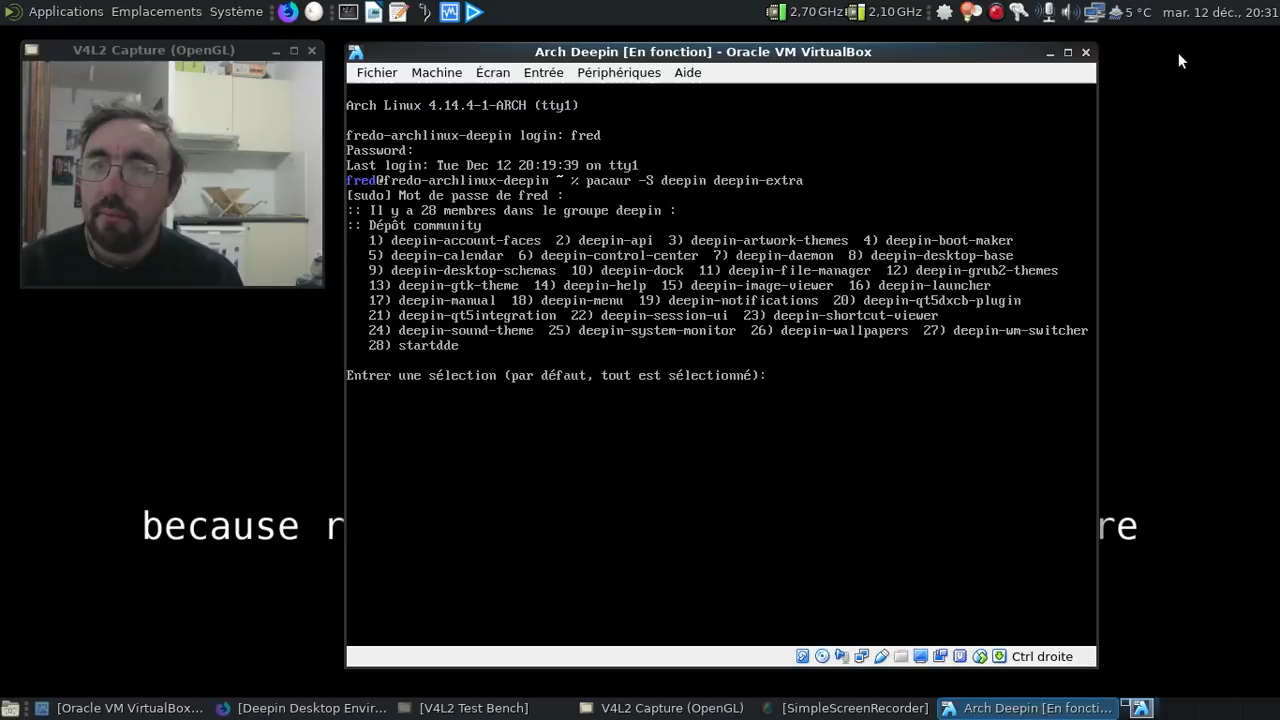 Applications Emplacements Système 2,70 GHz 2,10 GHz 5 °C mar. 12 déc., 20:31
V4L2 Capture (OpenGL)
Arch Deepin [En fonction] - Oracle VM VirtualBox
Fichier Machine Écran Entrée Périphériques Aide
Arch Linux 4.14.4-1-ARCH (tty1)
fredo-archlinux-deepin login: fred
Password:
Last login: Tue Dec 12 20:19:39 on tty1
fred@fredo-archlinux-deepin ~ % pacaur -S deepin deepin-extra
[sudo] Mot de passe de fred :
:: Il y a 28 membres dans le groupe deepin :
:: Dépôt community
1) deepin-account-faces 2) deepin-api 3) deepin-artwork-themes 4) deepin-boot-maker
5) deepin-calendar 6) deepin-control-center 7) deepin-daemon 8) deepin-desktop-base
9) deepin-desktop-schemas 10) deepin-dock 11) deepin-file-manager 12) deepin-grub2-themes
13) deepin-gtk-theme 14) deepin-help 15) deepin-image-viewer 16) deepin-launcher
17) deepin-manual 18) deepin-menu 19) deepin-notifications 20) deepin-qt5dxcb-plugin
21) deepin-qt5integration 22) deepin-session-ui 23) deepin-shortcut-viewer
24) deepin-sound-theme 25) deepin-system-monitor 26) deepin-wallpapers 27) deepin-wm-switcher
28) startdde
Entrer une sélection (par défaut, tout est sélectionné):
because r re
Ctrl droite
[Oracle VM VirtualBox... [Deepin Desktop Envir... [V4L2 Test Bench] V4L2 Capture (OpenGL) [SimpleScreenRecorder] Arch Deepin [En foncti...